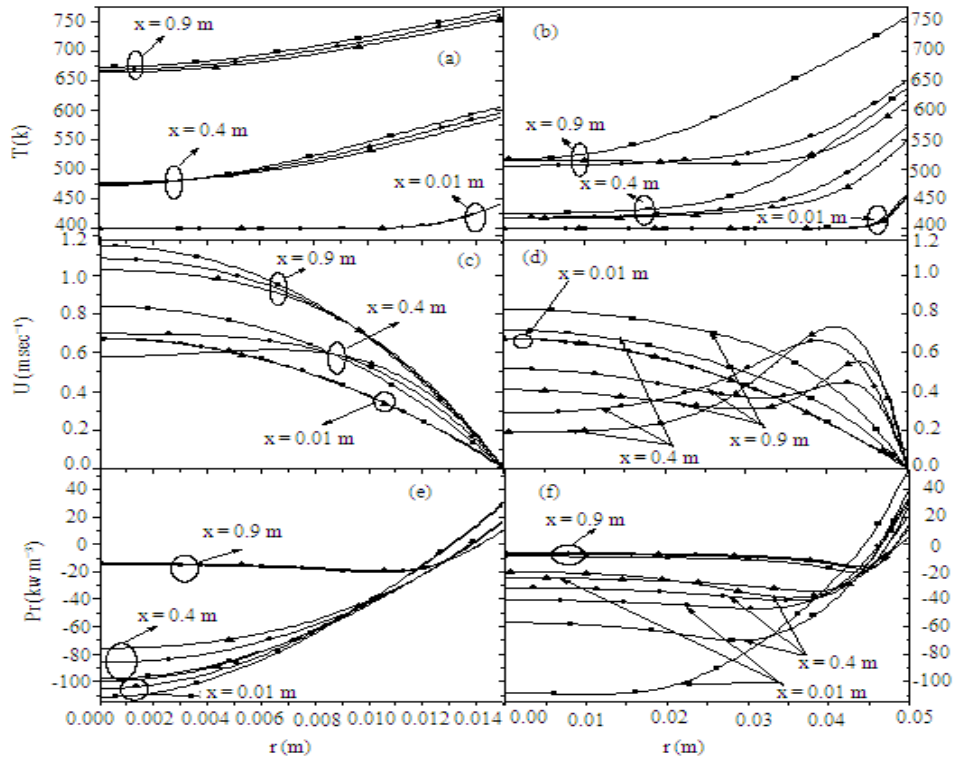 750
700
650
600
550
500
450
400
T(k)
x = 0.9 m
(a)
x = 0.4 m
x = 0.01 m
(b)
x = 0.9 m
x = 0.4 m
x = 0.01 m
750
700
650
600
550
500
450
400
1.2
1.0
0.8
0.6
0.4
0.2
0.0
U (m sec⁻¹)
(c)
x = 0.9 m
x = 0.4 m
x = 0.01 m
(d)
x = 0.01 m
x = 0.9 m
x = 0.4 m
1.2
1.0
0.8
0.6
0.4
0.2
0.0
40
20
0
-20
-40
-60
-80
-100
Pr (kw m⁻³)
(e)
x = 0.9 m
x = 0.4 m
x = 0.01 m
(f)
x = 0.9 m
x = 0.4 m
x = 0.01 m
40
20
0
-20
-40
-60
-80
-100
0.000 0.002 0.004 0.006 0.008 0.010 0.012 0.014
0.00 0.01 0.02 0.03 0.04 0.05
r (m)
r (m)